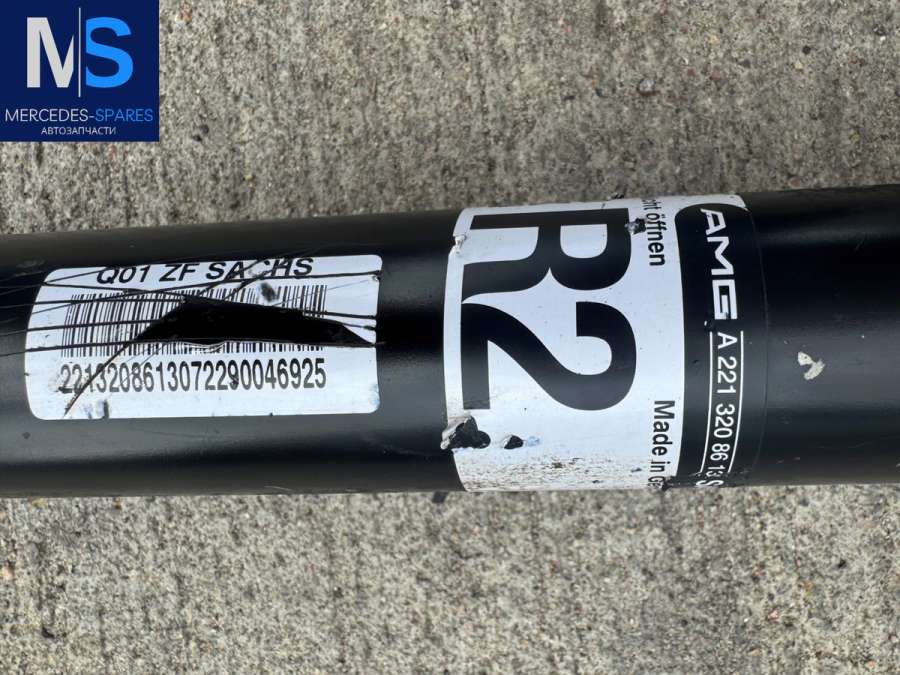 MS
MERCEDES-SPARES
АВТОЗАПЧАСТИ
Q01 ZF SACHS
2213208613072290046925
R2
öffnen
Made in
AMG
A 221 320 86 13